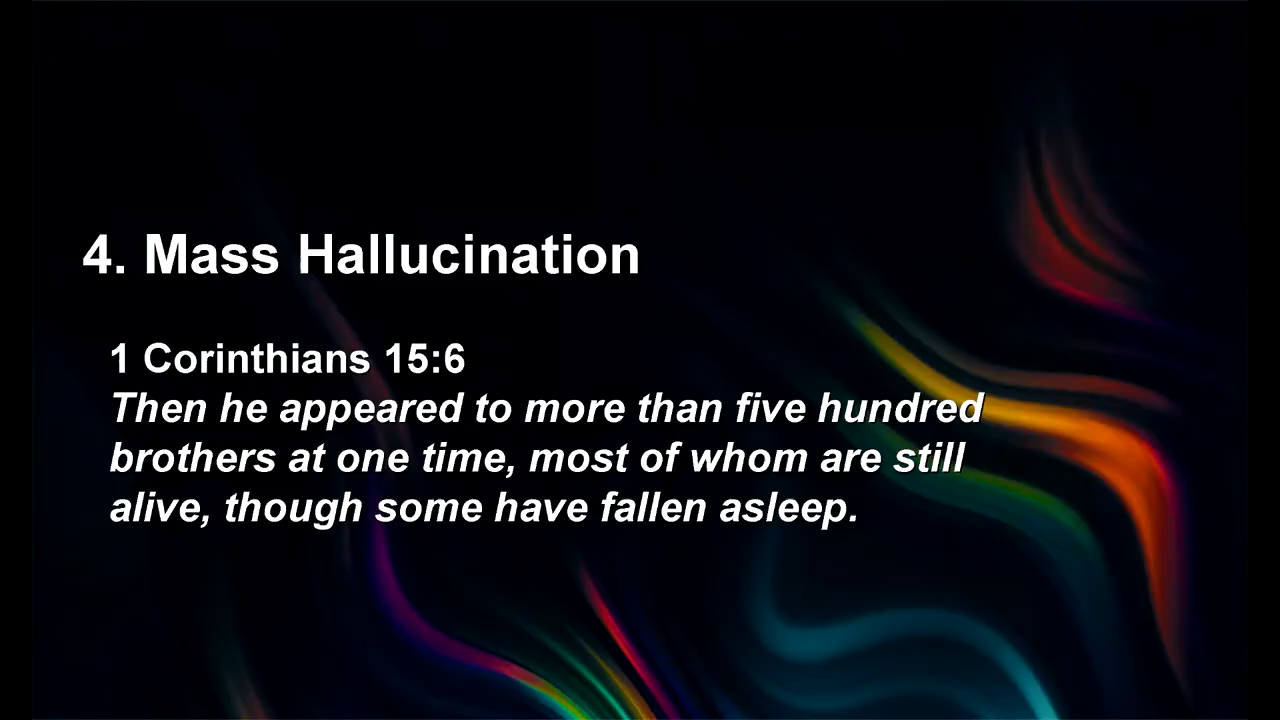 4. Mass Hallucination
1 Corinthians 15:6
Then he appeared to more than five hundred
brothers at one time, most of whom are still
alive, though some have fallen asleep.